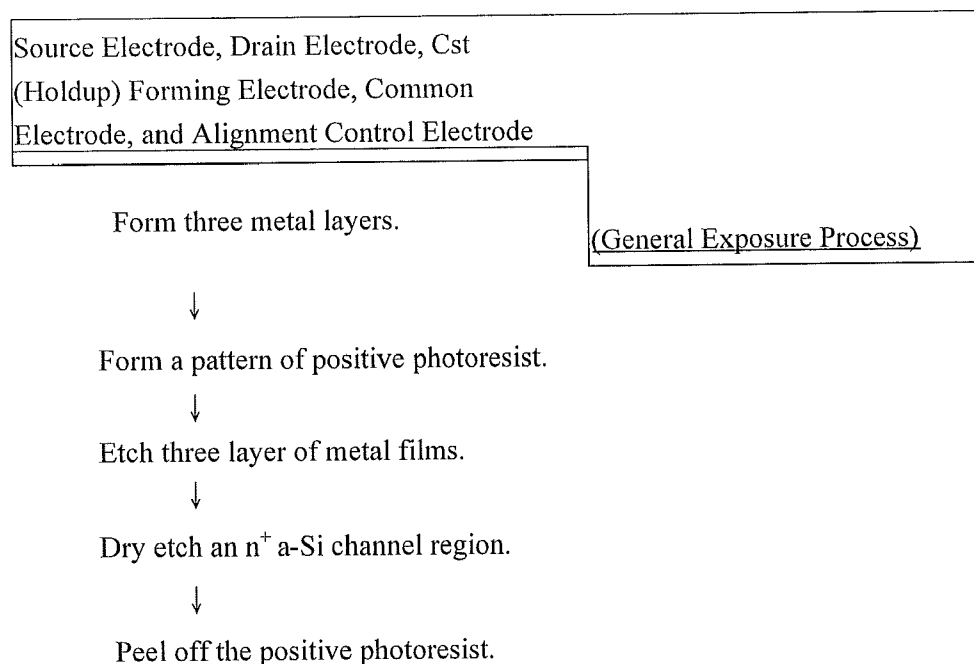 Source Electrode, Drain Electrode, Cst
(Holdup) Forming Electrode, Common
Electrode, and Alignment Control Electrode
Form three metal layers.
(General Exposure Process)
↓
Form a pattern of positive photoresist.
↓
Etch three layer of metal films.
↓
Dry etch an n⁺ a-Si channel region.
↓
Peel off the positive photoresist.